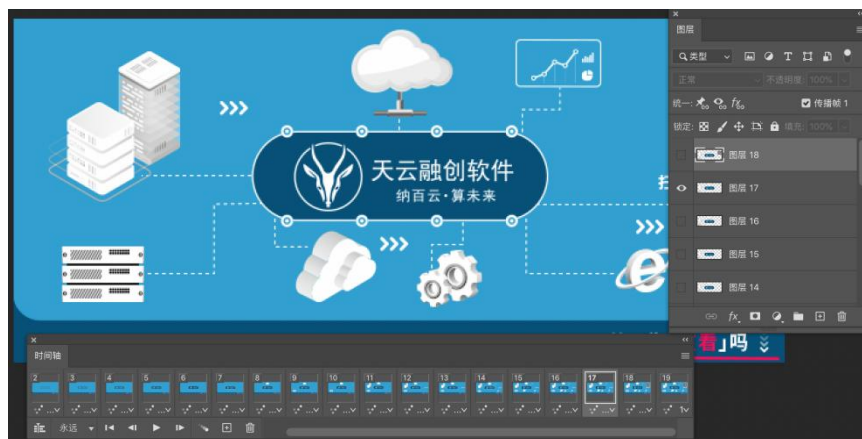 图层
类型
正常
不透明度: 100%
统一:
传播帧 1
锁定:
填充: 100%
图层 18
图层 17
图层 16
图层 15
图层 14
fx
天云融创软件
纳百云·算未来
扫
看」吗
时间轴
2 3 4 5 6 7 8 9 10 11 12 13 14 15 16 17 18 19
永远